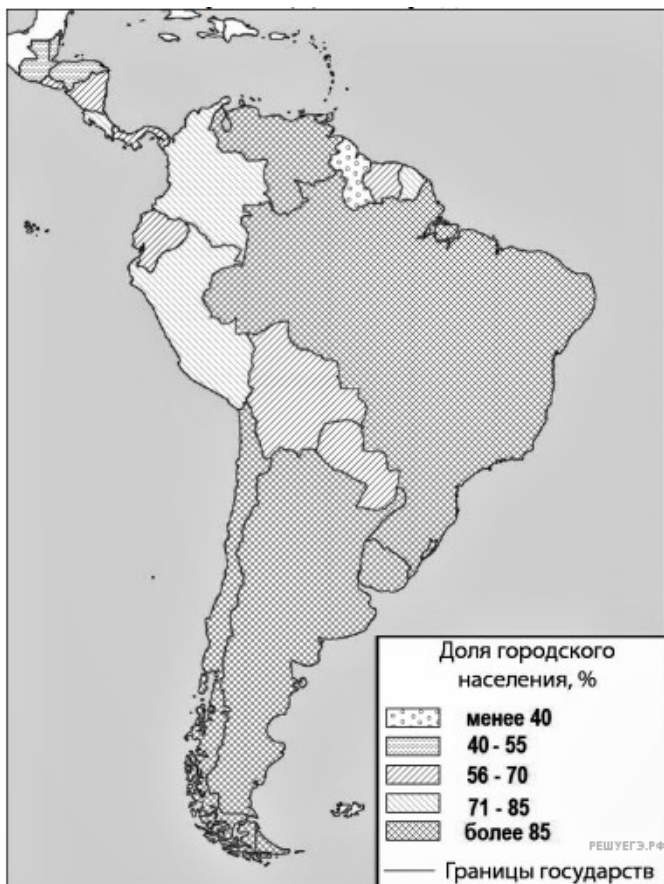 Доля городского
населения, %
менее 40
40 - 55
56 - 70
71 - 85
более 85
РЕШУЕГЭ.РФ
Границы государств